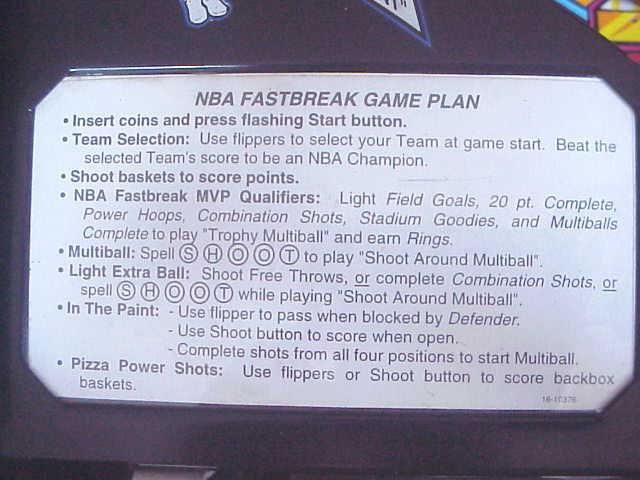 NBA FASTBREAK GAME PLAN
• Insert coins and press flashing Start button.
• Team Selection: Use flippers to select your Team at game start. Beat the
selected Team's score to be an NBA Champion.
• Shoot baskets to score points.
• NBA Fastbreak MVP Qualifiers: Light Field Goals, 20 pt. Complete,
Power Hoops, Combination Shots, Stadium Goodies, and Multiballs
Complete to play "Trophy Multiball" and earn Rings.
• Multiball: Spell Ⓢ Ⓗ Ⓞ Ⓞ Ⓣ to play "Shoot Around Multiball".
• Light Extra Ball: Shoot Free Throws, or complete Combination Shots, or
spell Ⓢ Ⓗ Ⓞ Ⓞ Ⓣ while playing "Shoot Around Multiball".
• In The Paint: - Use flipper to pass when blocked by Defender.
- Use Shoot button to score when open.
- Complete shots from all four positions to start Multiball.
• Pizza Power Shots: Use flippers or Shoot button to score backbox
baskets.